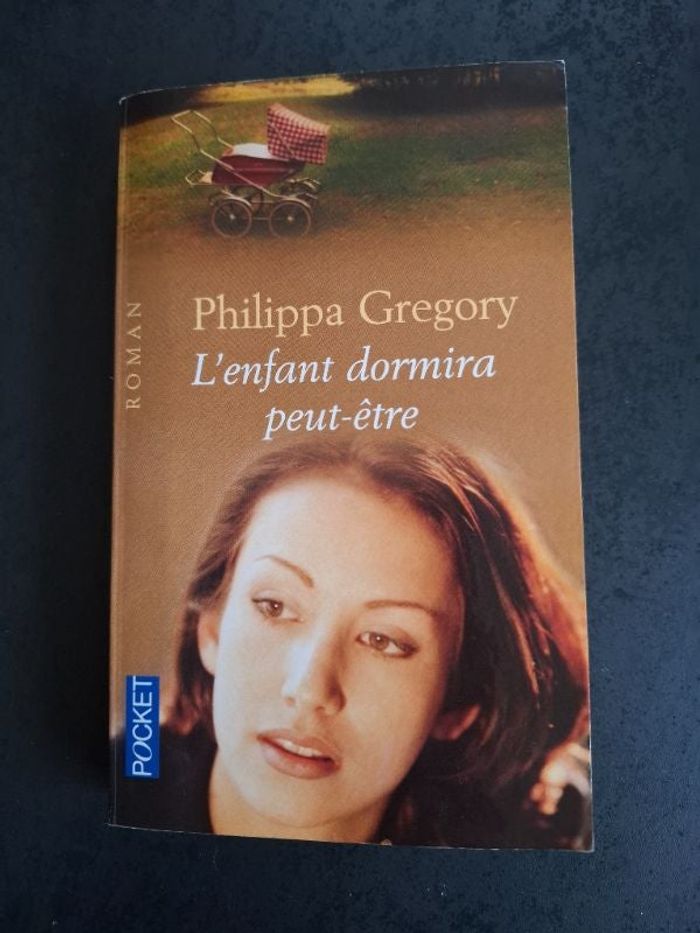 Philippa Gregory
L'enfant dormira
peut-être
ROMAN
POCKET